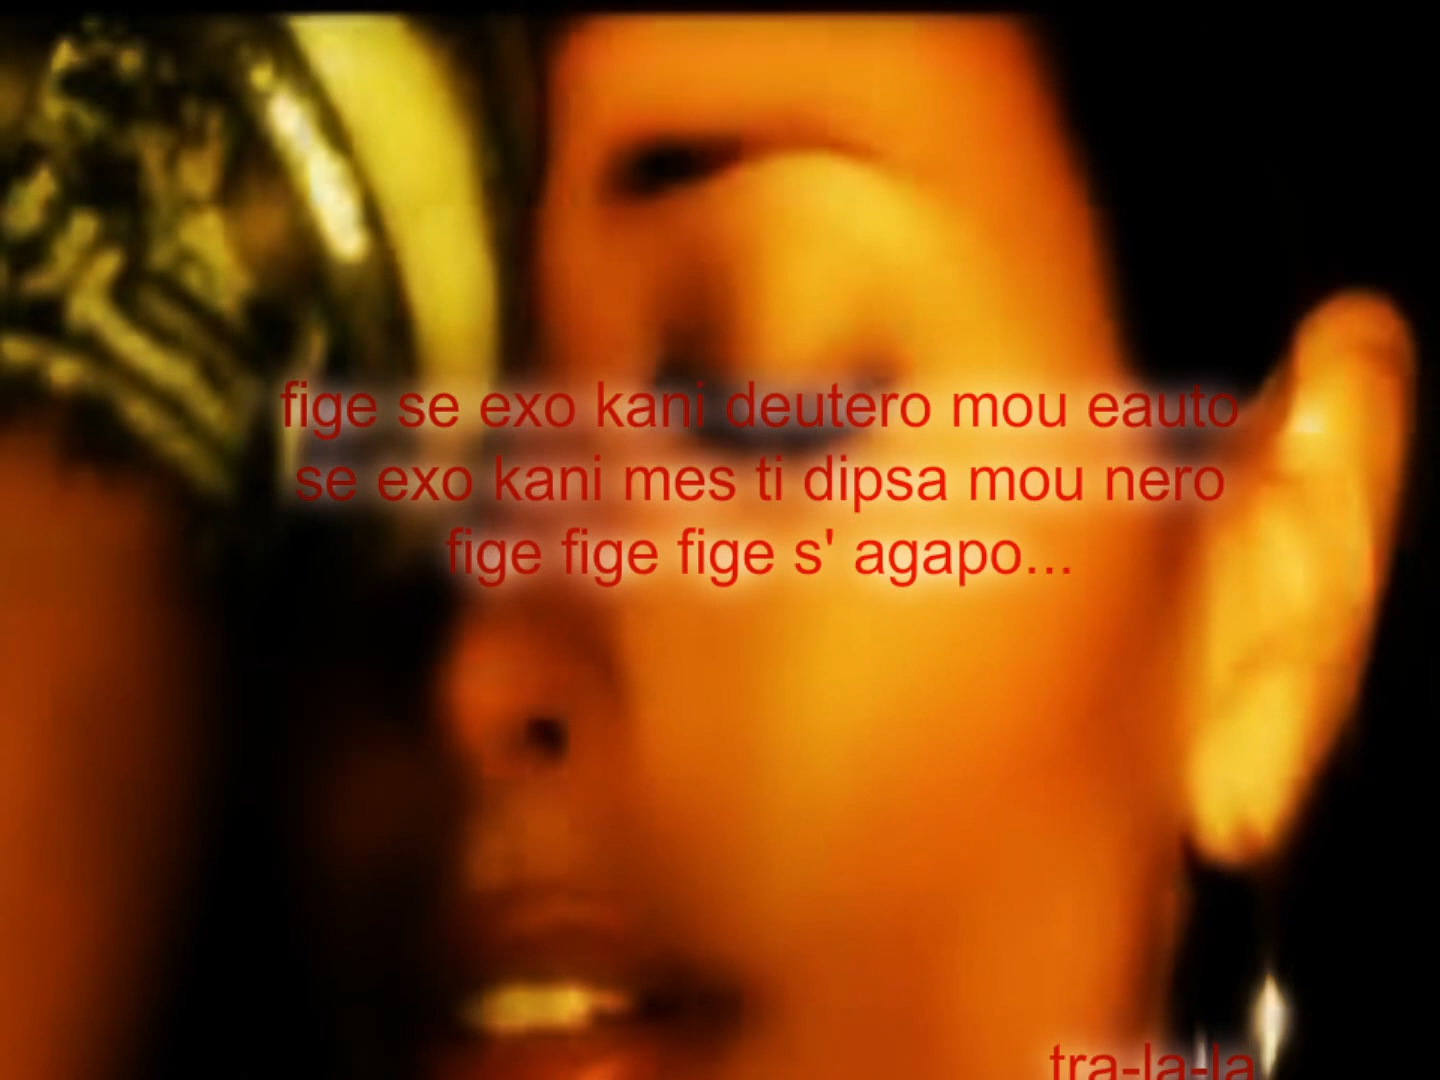 fige se exo kani deutero mou eauto
se exo kani mes ti dipsa mou nero
fige fige fige s' agapo...
tra-la-la